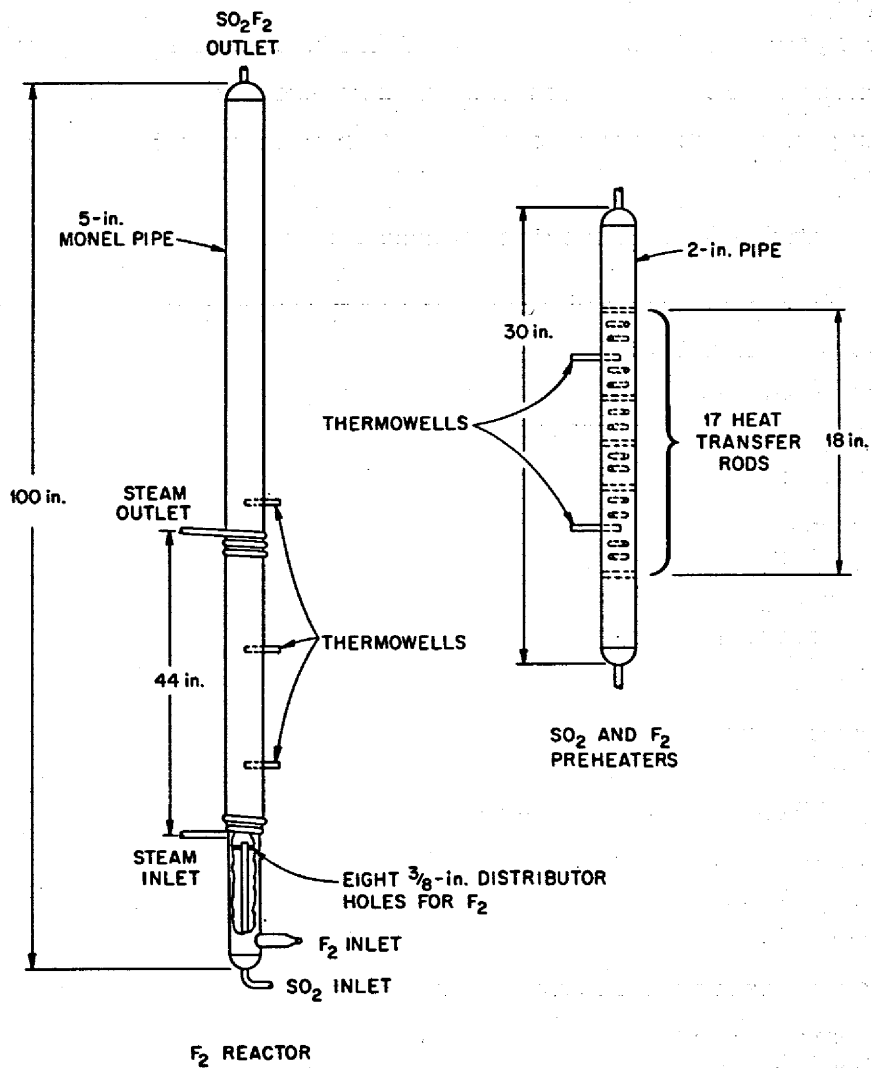 SO2F2
OUTLET
5-in.
MONEL PIPE
100 in.
STEAM
OUTLET
44 in.
THERMOWELLS
STEAM
INLET
EIGHT 3/8-in. DISTRIBUTOR
HOLES FOR F2
F2 INLET
SO2 INLET
F2 REACTOR
2-in. PIPE
30 in.
THERMOWELLS
17 HEAT
TRANSFER
RODS
18 in.
SO2 AND F2
PREHEATERS